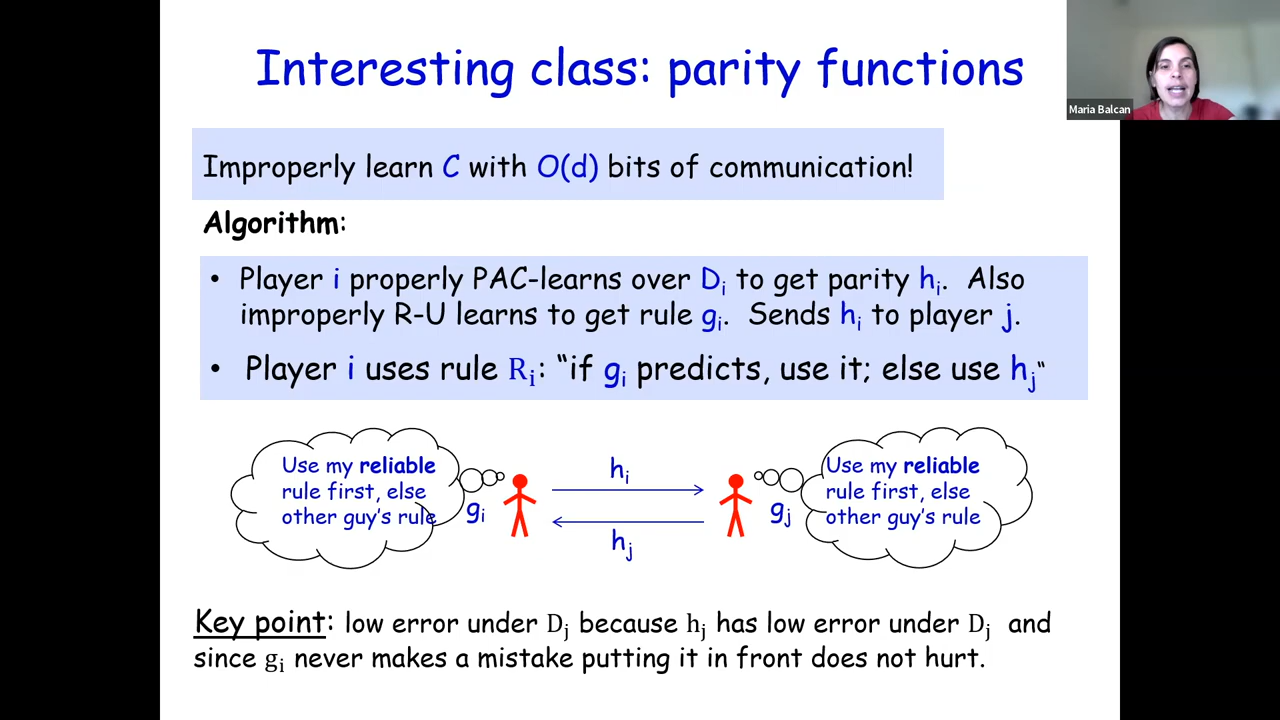 Interesting class: parity functions
Maria Balcan
Improperly learn C with O(d) bits of communication!
Algorithm:
• Player i properly PAC-learns over Di to get parity hi. Also
improperly R-U learns to get rule gi. Sends hi to player j.
• Player i uses rule Ri: “if gi predicts, use it; else use hj“
Use my reliable
rule first, else
other guy's rule
gi
hi
hj
gj
Use my reliable
rule first, else
other guy's rule
Key point: low error under Dj because hj has low error under Dj and
since gi never makes a mistake putting it in front does not hurt.